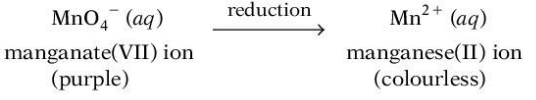 MnO₄⁻ (aq) reduction Mn²⁺ (aq)
manganate(VII) ion manganese(II) ion
(purple) (colourless)